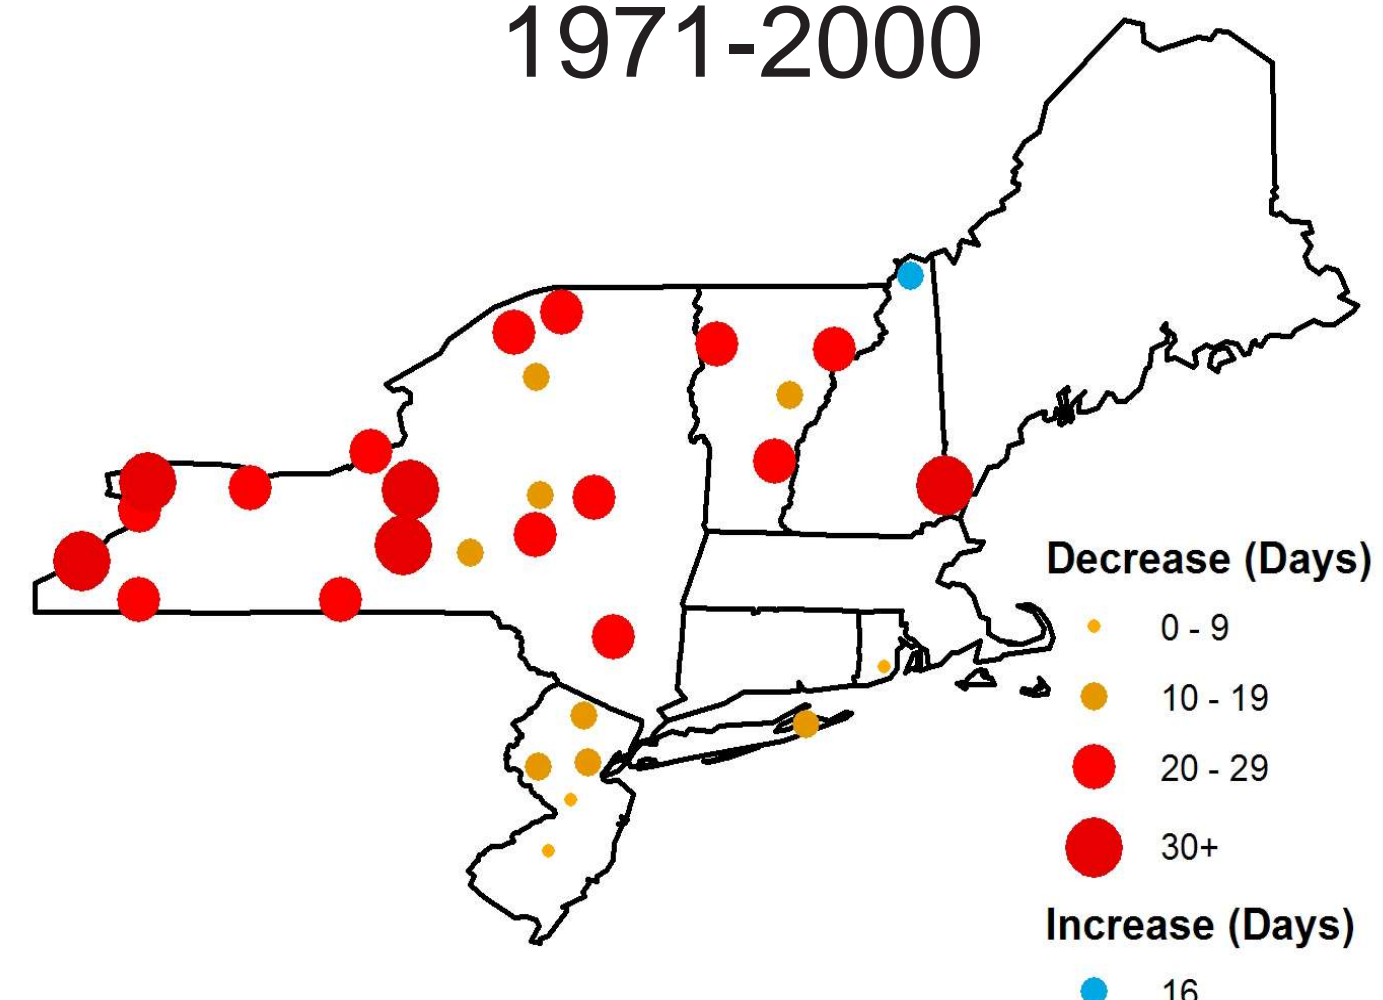 1971-2000
Decrease (Days)
0 - 9
10 - 19
20 - 29
30+
Increase (Days)
16